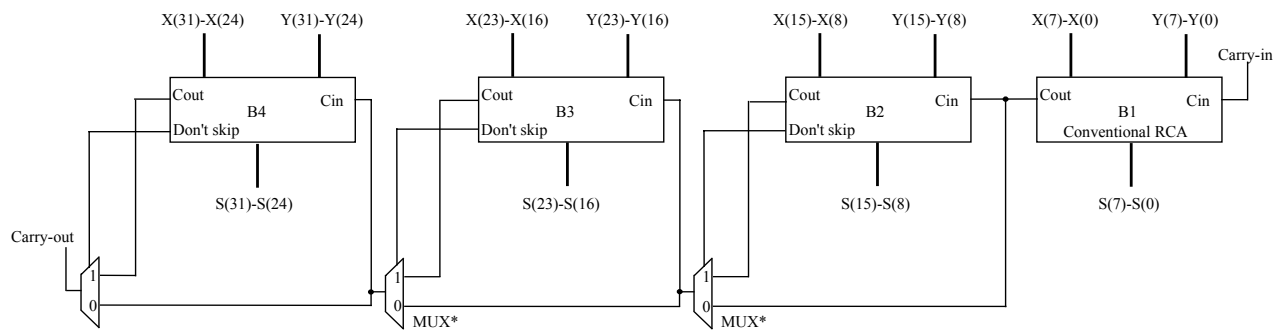 X(31)-X(24) Y(31)-Y(24) X(23)-X(16) Y(23)-Y(16) X(15)-X(8) Y(15)-Y(8) X(7)-X(0) Y(7)-Y(0)
Carry-in
Cout B4 Cin Cout B3 Cin Cout B2 Cin Cout B1 Cin
Don't skip Don't skip Don't skip Conventional RCA
S(31)-S(24) S(23)-S(16) S(15)-S(8) S(7)-S(0)
Carry-out
1 1 1
0 0 0
MUX* MUX*